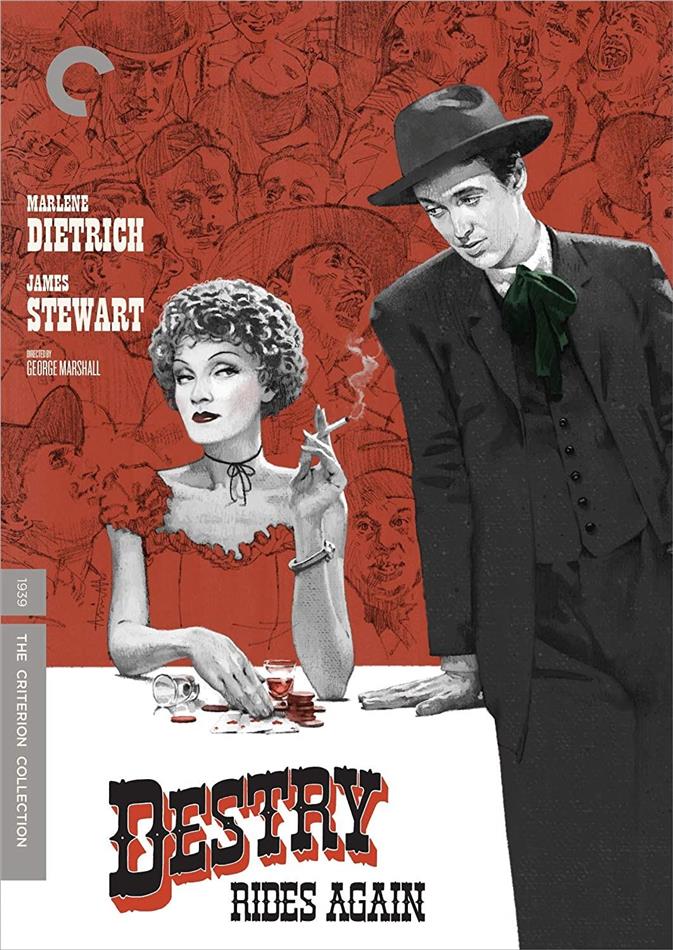 MARLENE
DIETRICH
JAMES
STEWART
DIRECTED BY
GEORGE MARSHALL
1939
THE CRITERION COLLECTION
DESTRY
RIDES AGAIN